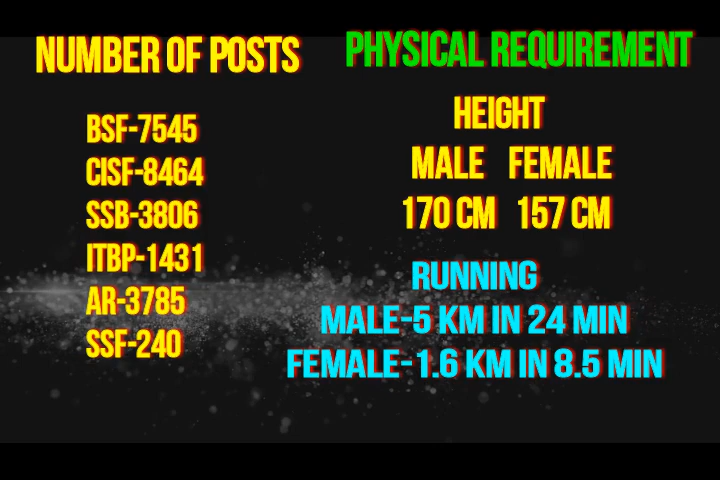 NUMBER OF POSTS
BSF-7545
CISF-8464
SSB-3806
ITBP-1431
AR-3785
SSF-240
PHYSICAL REQUIREMENT
HEIGHT
MALE FEMALE
170 CM 157 CM
RUNNING
MALE-5 KM IN 24 MIN
FEMALE-1.6 KM IN 8.5 MIN